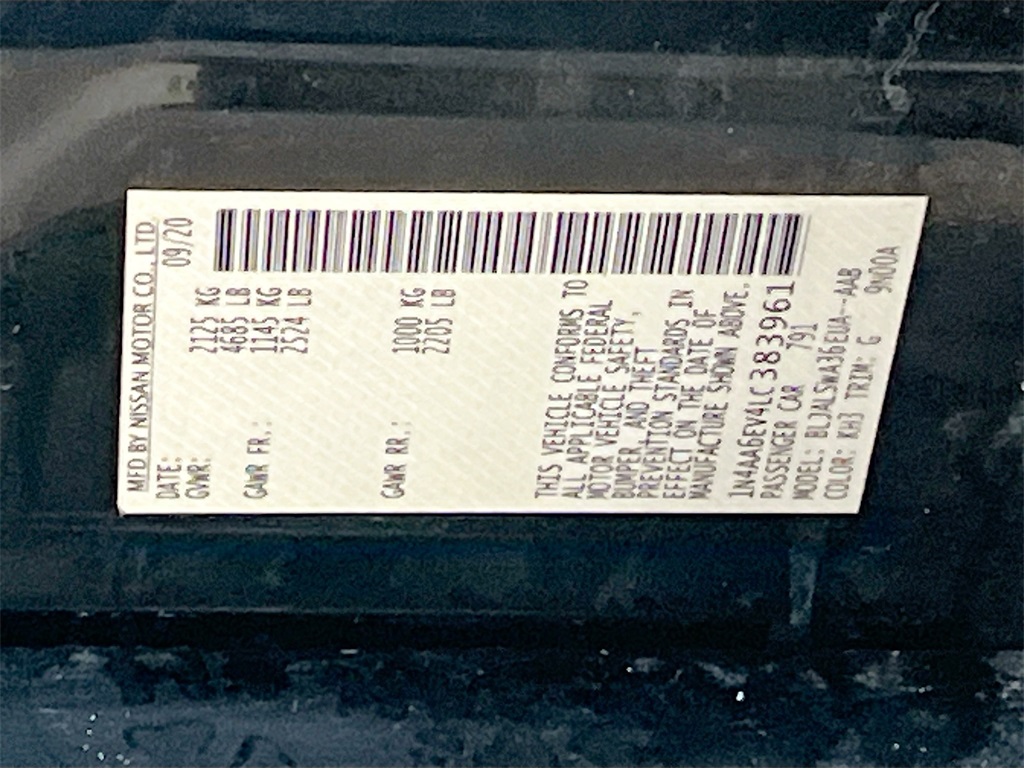 MFD BY NISSAN MOTOR CO., LTD.
DATE: 09/20
GVWR: 2125 KG
4685 LB
GAWR FR.: 1145 KG
2524 LB
GAWR RR.: 1000 KG
2205 LB
THIS VEHICLE CONFORMS TO
ALL APPLICABLE FEDERAL
MOTOR VEHICLE SAFETY,
BUMPER, AND THEFT
PREVENTION STANDARDS IN
EFFECT ON THE DATE OF
MANUFACTURE SHOWN ABOVE.
1N4AA6EV4LC383961
PASSENGER CAR 791
MODEL: BLJALSWA36EUA--AAB
COLOR: KH3 TRIM: G 9N00A